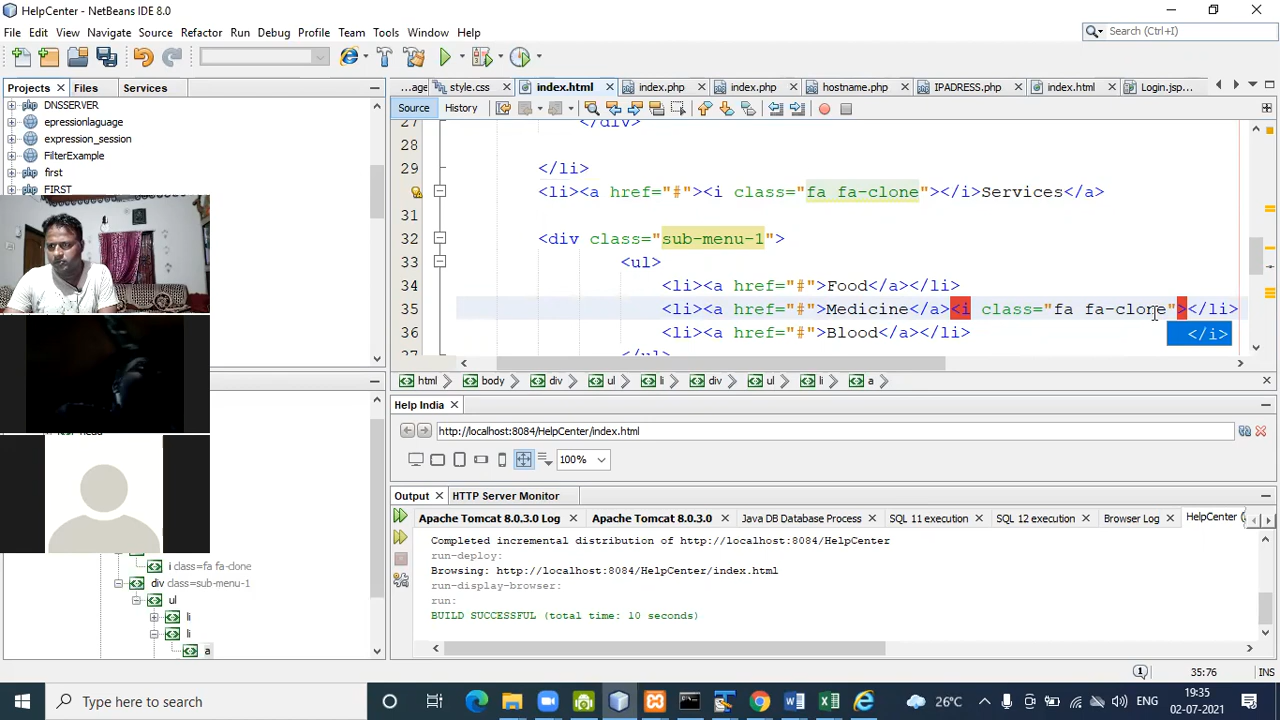 HelpCenter - NetBeans IDE 8.0
File Edit View Navigate Source Refactor Run Debug Profile Team Tools Window Help
Search (Ctrl+I)
Projects Files Services
...age style.css index.html index.php index.php hostname.php IPADRESS.php index.html Login.jsp...
Source History
DNSSERVER
epressionlaguage
expression_session
FilterExample
first
FIRST
27 </div>
28
29 </li>
<li><a href="#"><i class="fa fa-clone"></i>Services</a>
31
32 <div class="sub-menu-1">
33 <ul>
34 <li><a href="#">Food</a></li>
35 <li><a href="#">Medicine</a><i class="fa fa-clone"></li>
36 <li><a href="#">Blood</a></li>
</i>
37 </ul>
html body div ul li div ul li a
Help India
http://localhost:8084/HelpCenter/index.html
100%
Output HTTP Server Monitor
Apache Tomcat 8.0.3.0 Log Apache Tomcat 8.0.3.0 Java DB Database Process SQL 11 execution SQL 12 execution Browser Log HelpCenter (
Completed incremental distribution of http://localhost:8084/HelpCenter
run-deploy:
Browsing: http://localhost:8084/HelpCenter/index.html
run-display-browser:
run:
BUILD SUCCESSFUL (total time: 10 seconds)
i class=fa fa-clone
div class=sub-menu-1
ul
li
li
a
35:76 INS
Type here to search
26°C ENG 19:35
02-07-2021